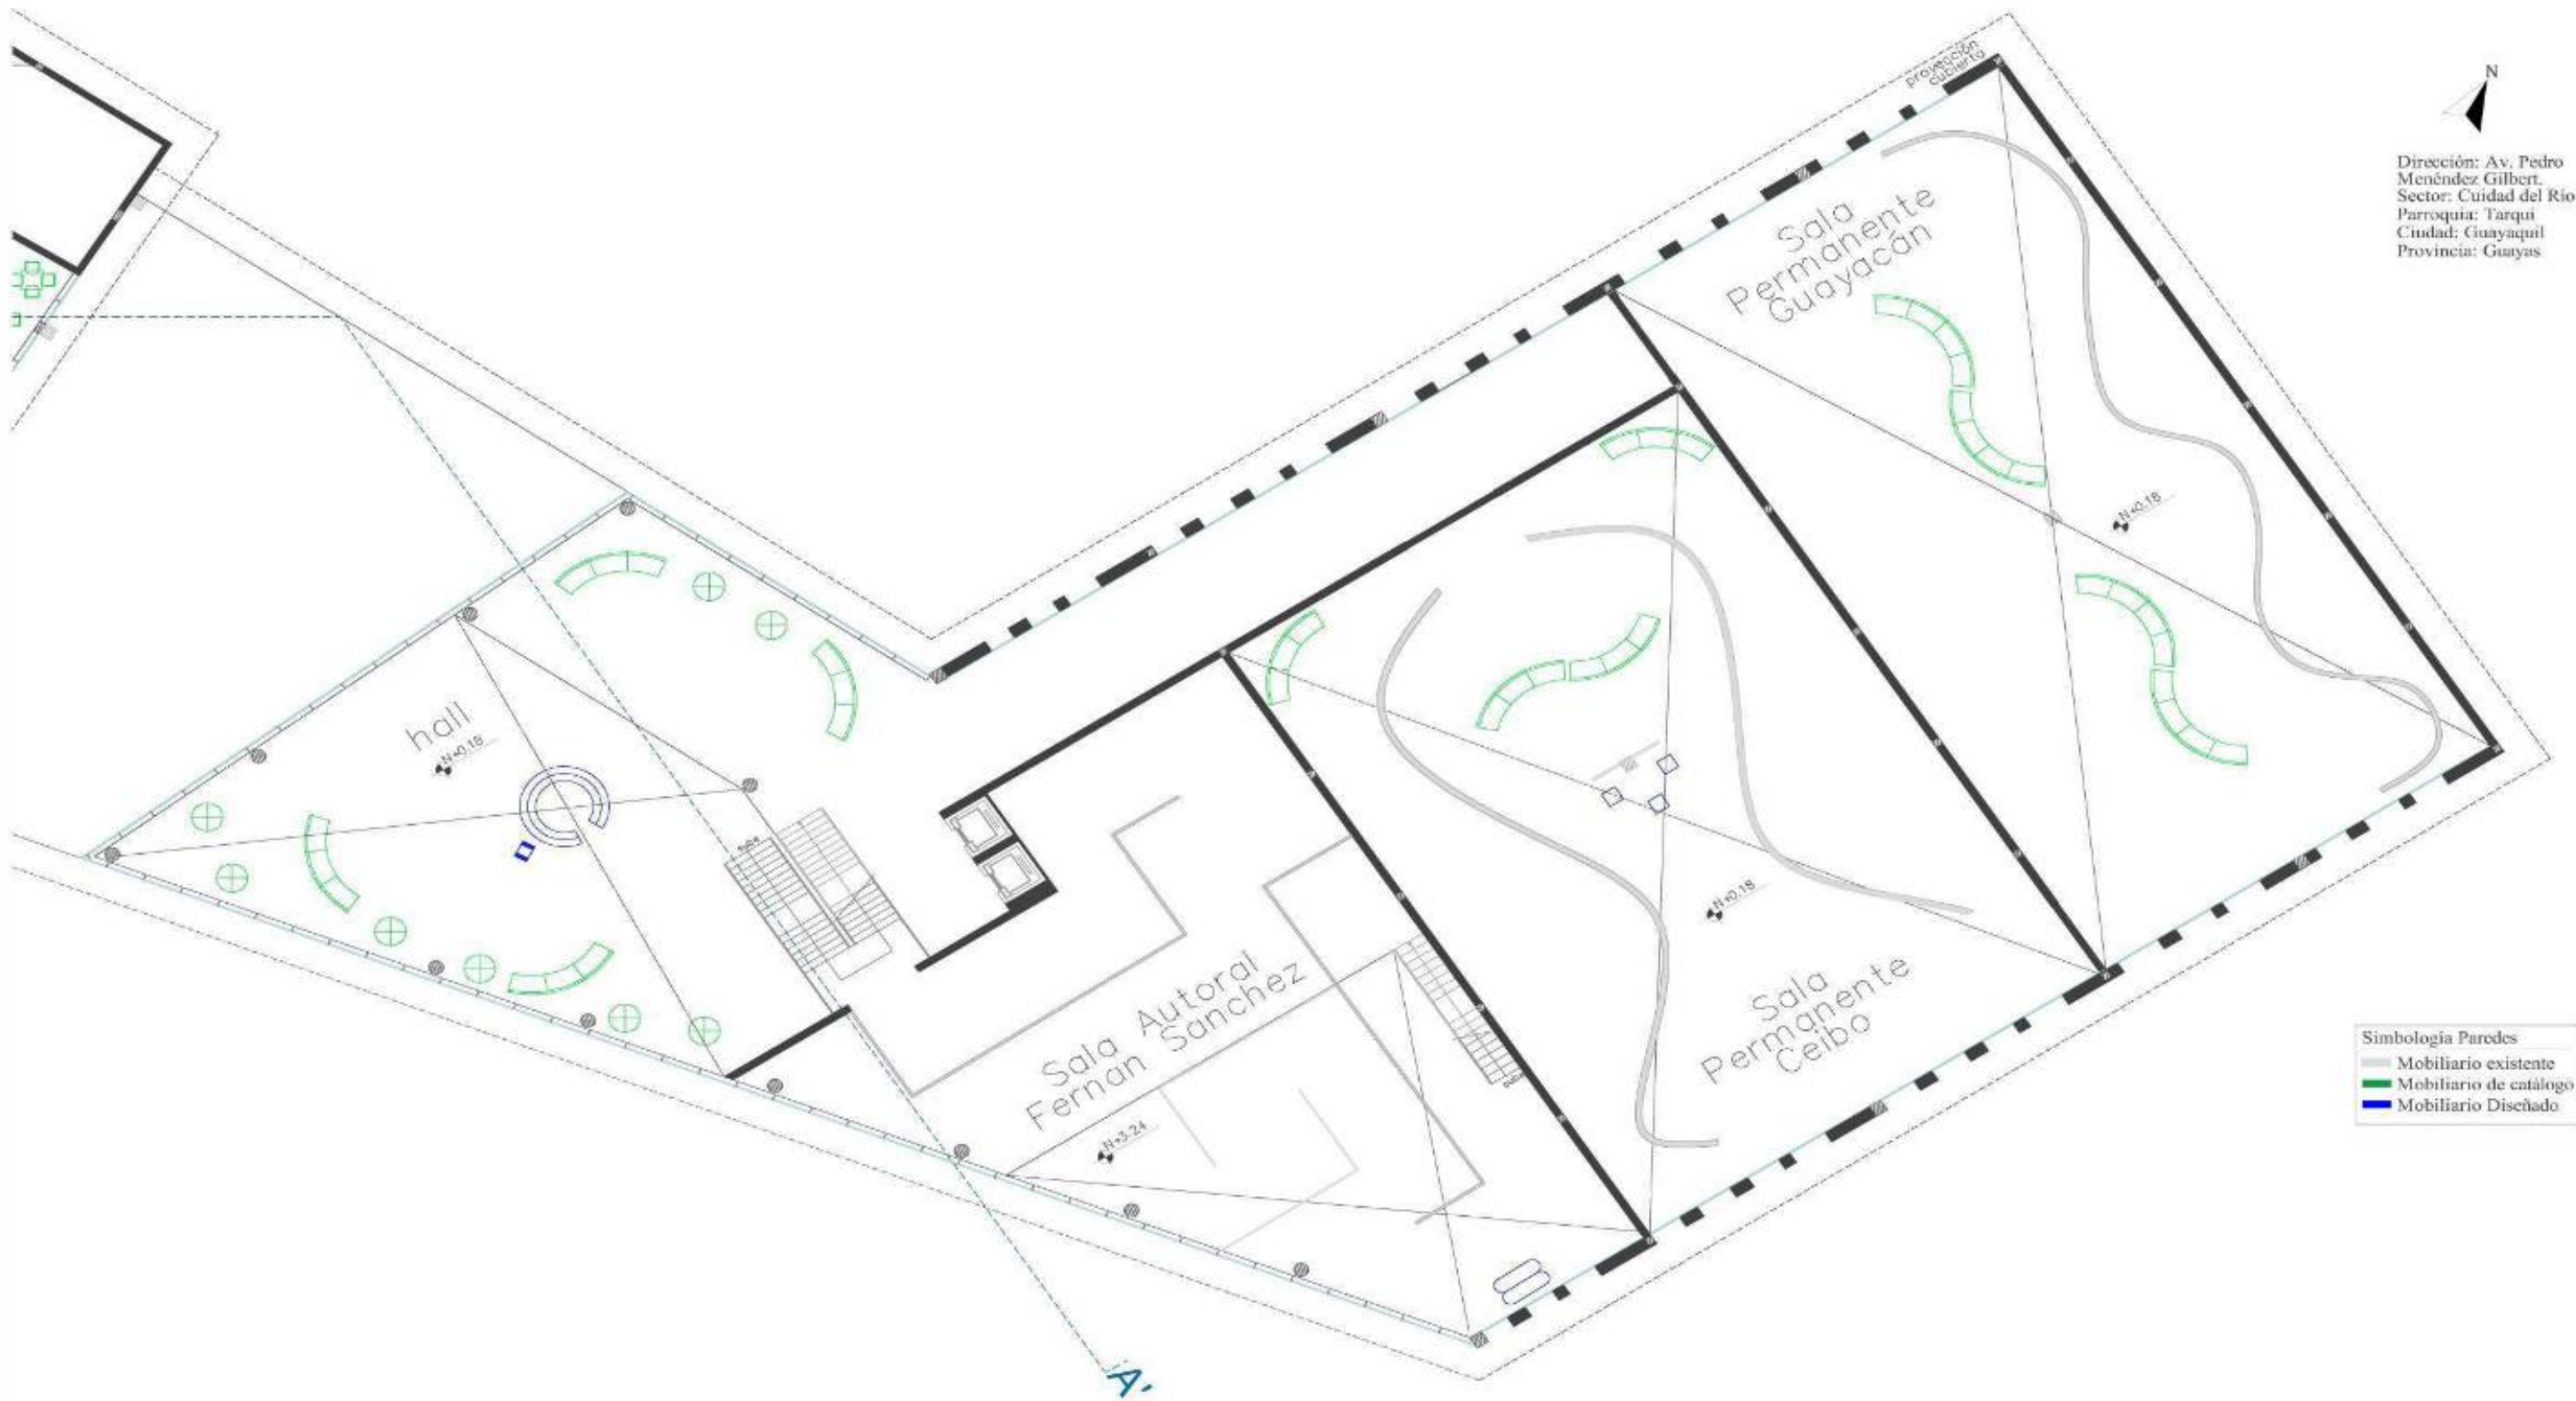 proyección
cubierta
N
Dirección: Av. Pedro
Menéndez Gilbert.
Sector: Cuidad del Río
Parroquia: Tarqui
Ciudad: Guayaquil
Provincia: Guayas
Sala
Permanente
Guayacán
N+0.18
hall
N+0.18
N+0.18
Sala Autoral
Fernan Sanchez
N+3-24
Sala
Permanente
Ceibo
Simbología Paredes
Mobiliario existente
Mobiliario de catálogo
Mobiliario Diseñado
A'